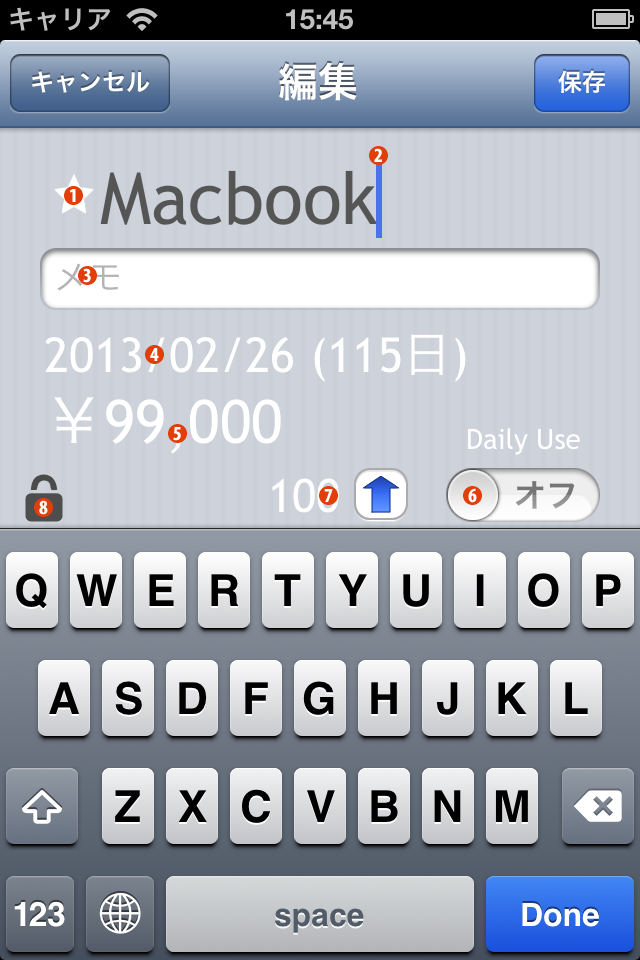 キャリア 15:45
キャンセル 編集 保存
1 Macbook 2
メモ 3
2013/02/26 (115日) 4
￥99,000 5
Daily Use
8 100 7 6 オフ
Q W E R T Y U I O P
A S D F G H J K L
Z X C V B N M
123 space Done